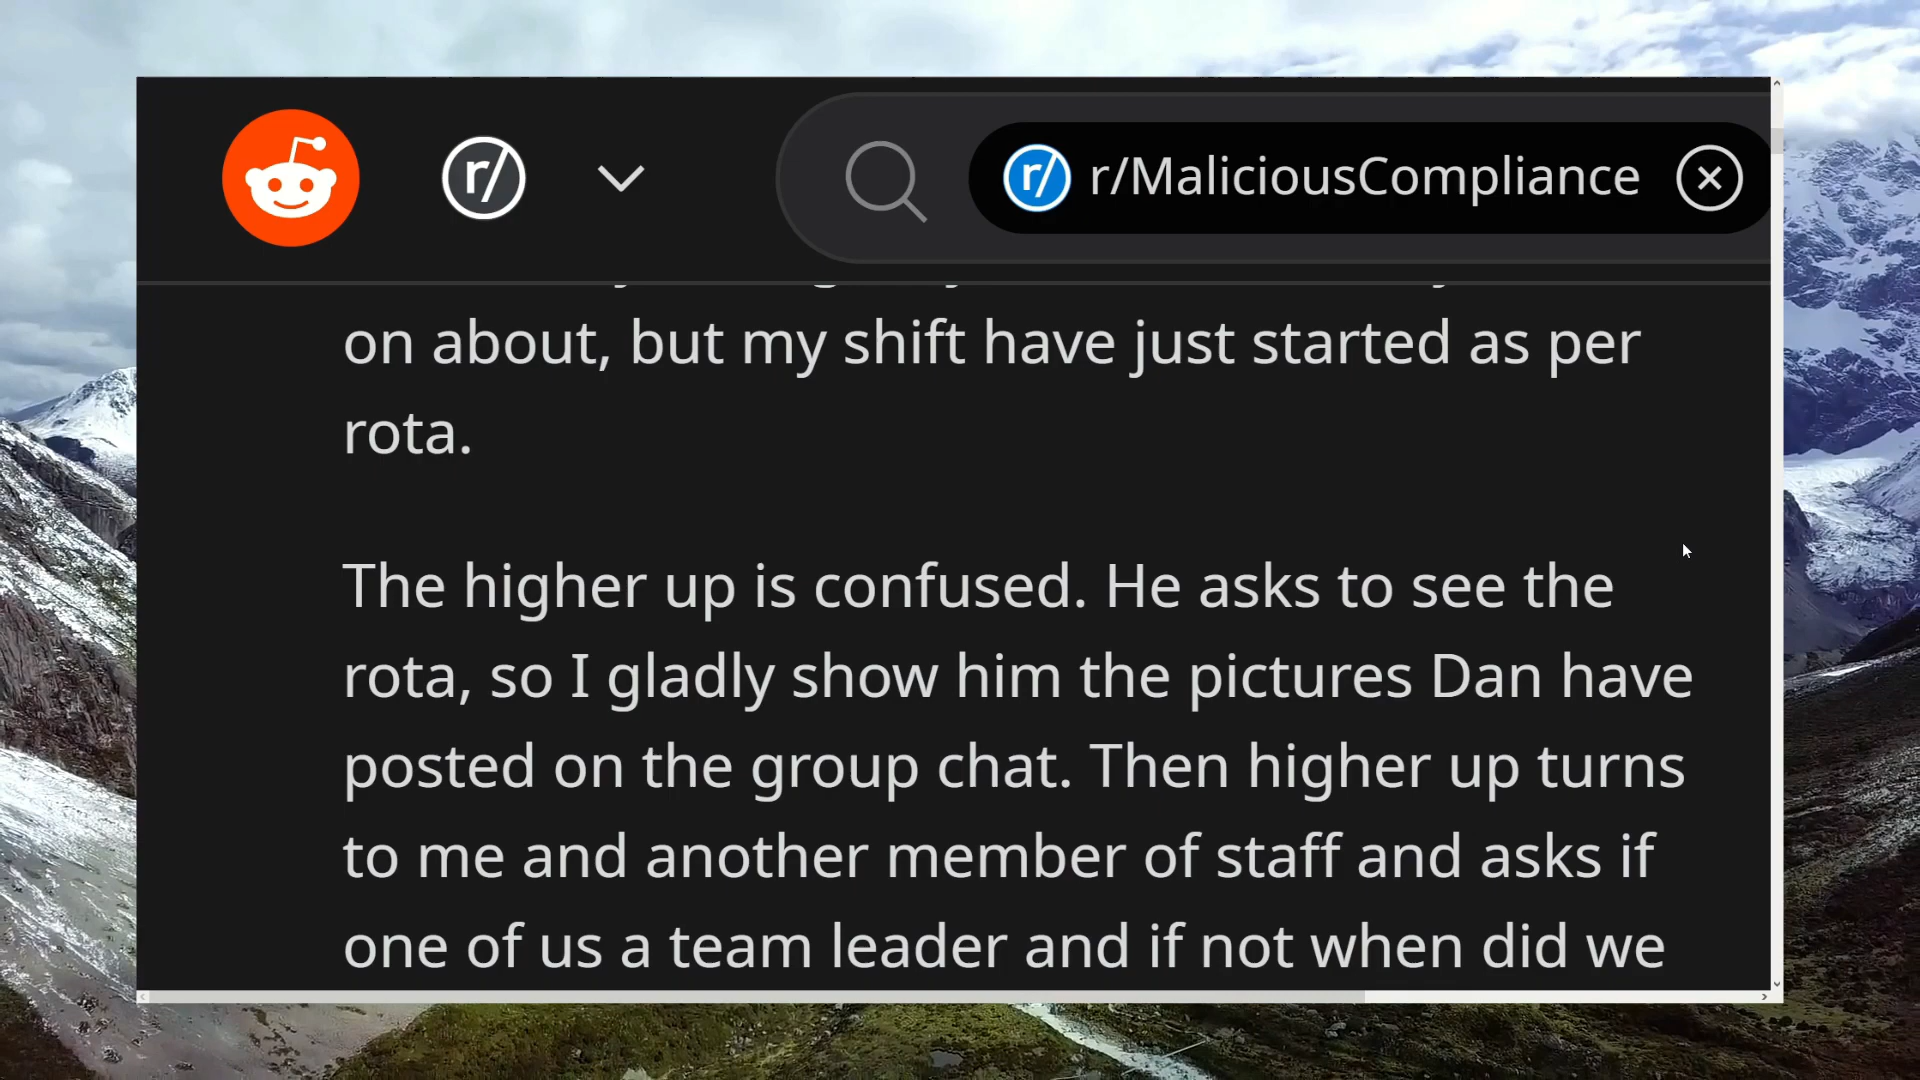 r/
r/ r/MaliciousCompliance
on about, but my shift have just started as per
rota.
The higher up is confused. He asks to see the
rota, so I gladly show him the pictures Dan have
posted on the group chat. Then higher up turns
to me and another member of staff and asks if
one of us a team leader and if not when did we